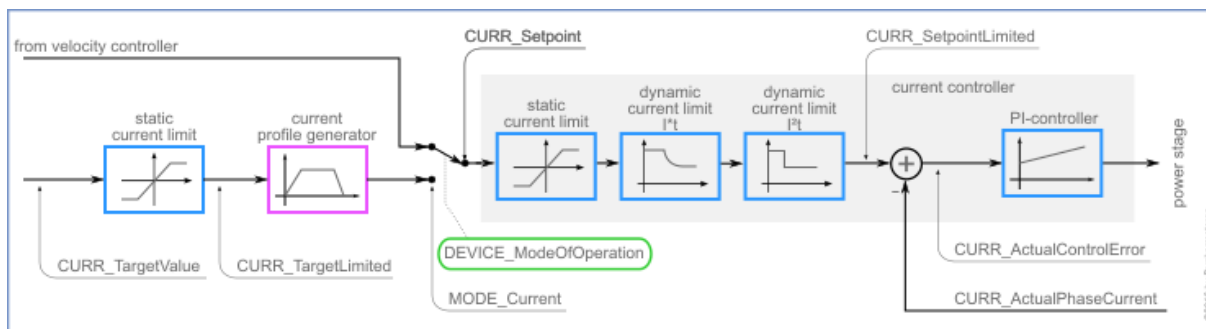 from velocity controller
CURR_Setpoint
CURR_SetpointLimited
current controller
static
current limit
current
profile generator
static
current limit
dynamic
current limit
I*t
dynamic
current limit
I²t
PI-controller
+
-
power stage
DEVICE_ModeOfOperation
CURR_TargetValue
CURR_TargetLimited
MODE_Current
CURR_ActualControlError
CURR_ActualPhaseCurrent